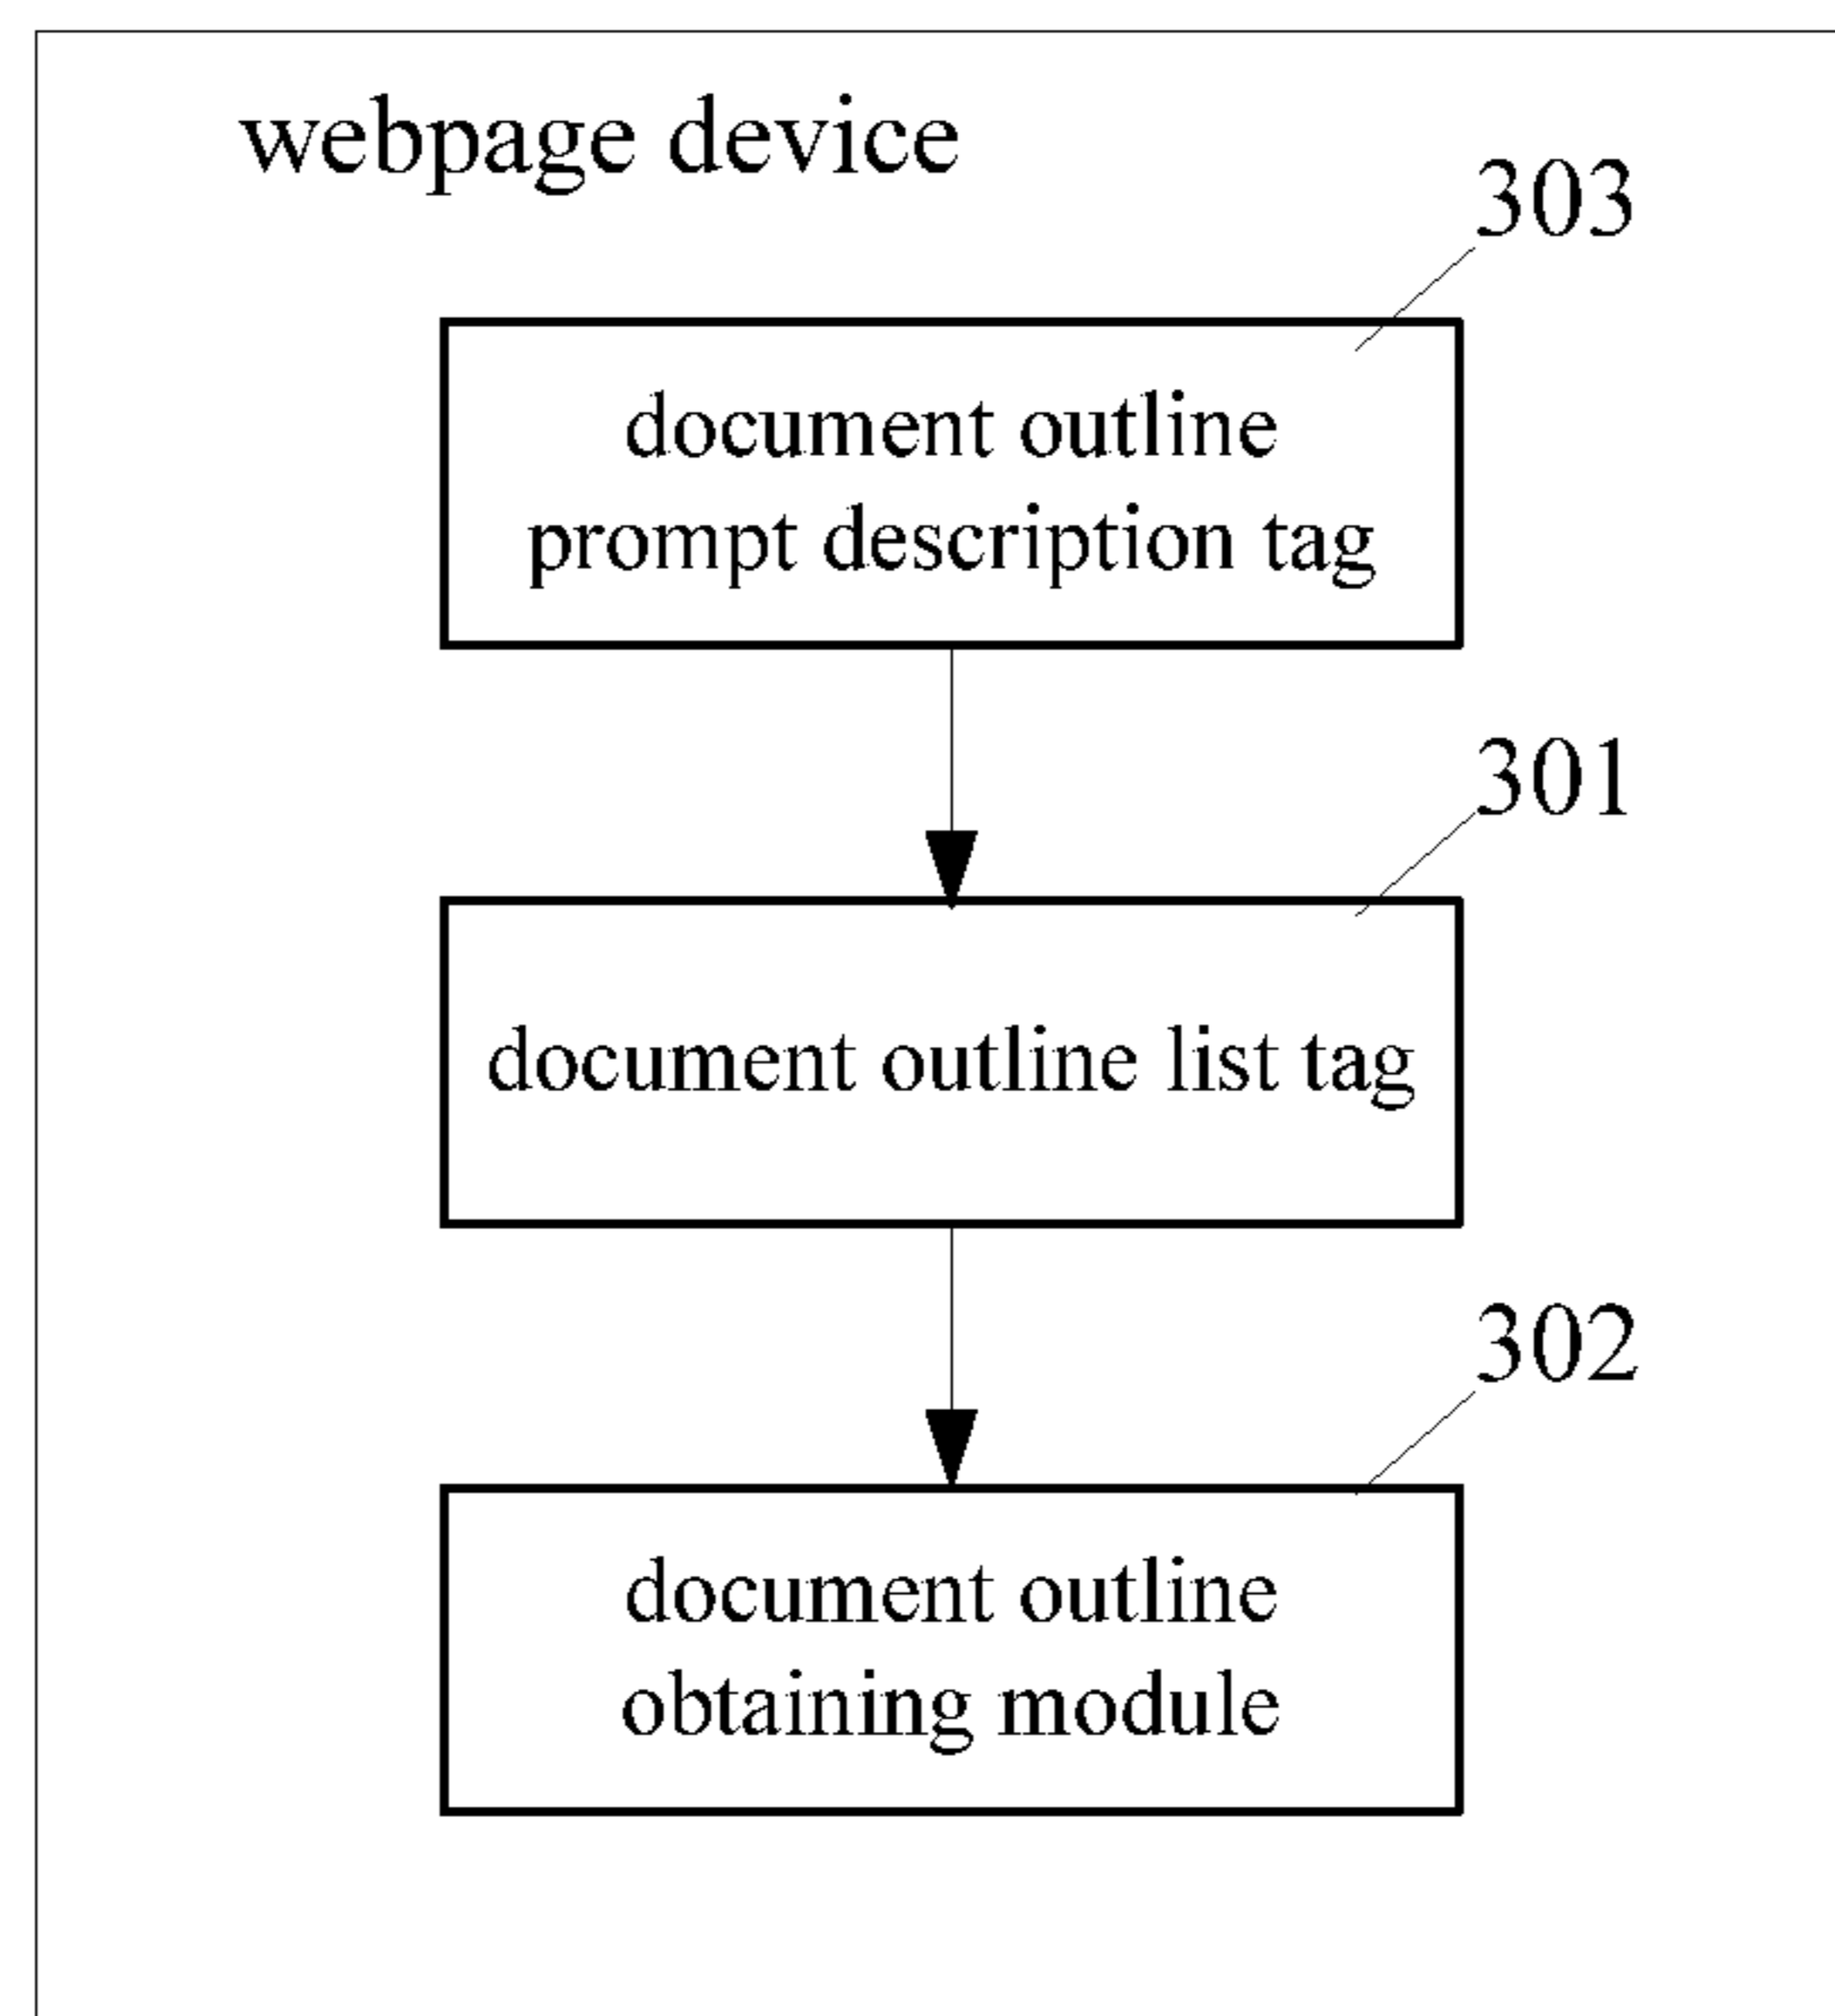 webpage device
303
document outline
prompt description tag
301
document outline list tag
302
document outline
obtaining module